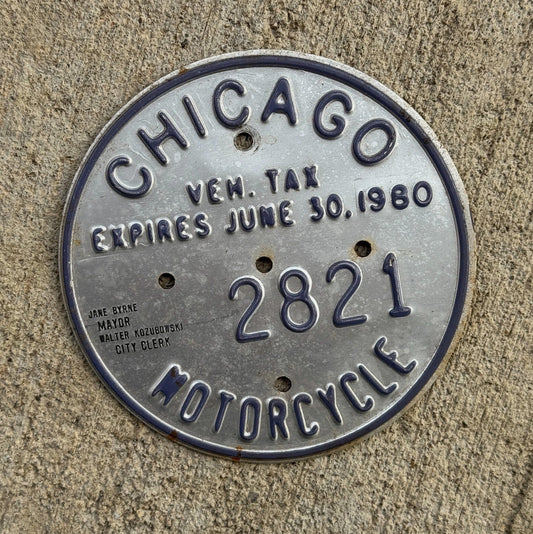 CHICAGO
VEH. TAX
EXPIRES JUNE 30, 1980
2821
JANE BYRNE
MAYOR
WALTER KOZUBOWSKI
CITY CLERK
MOTORCYCLE